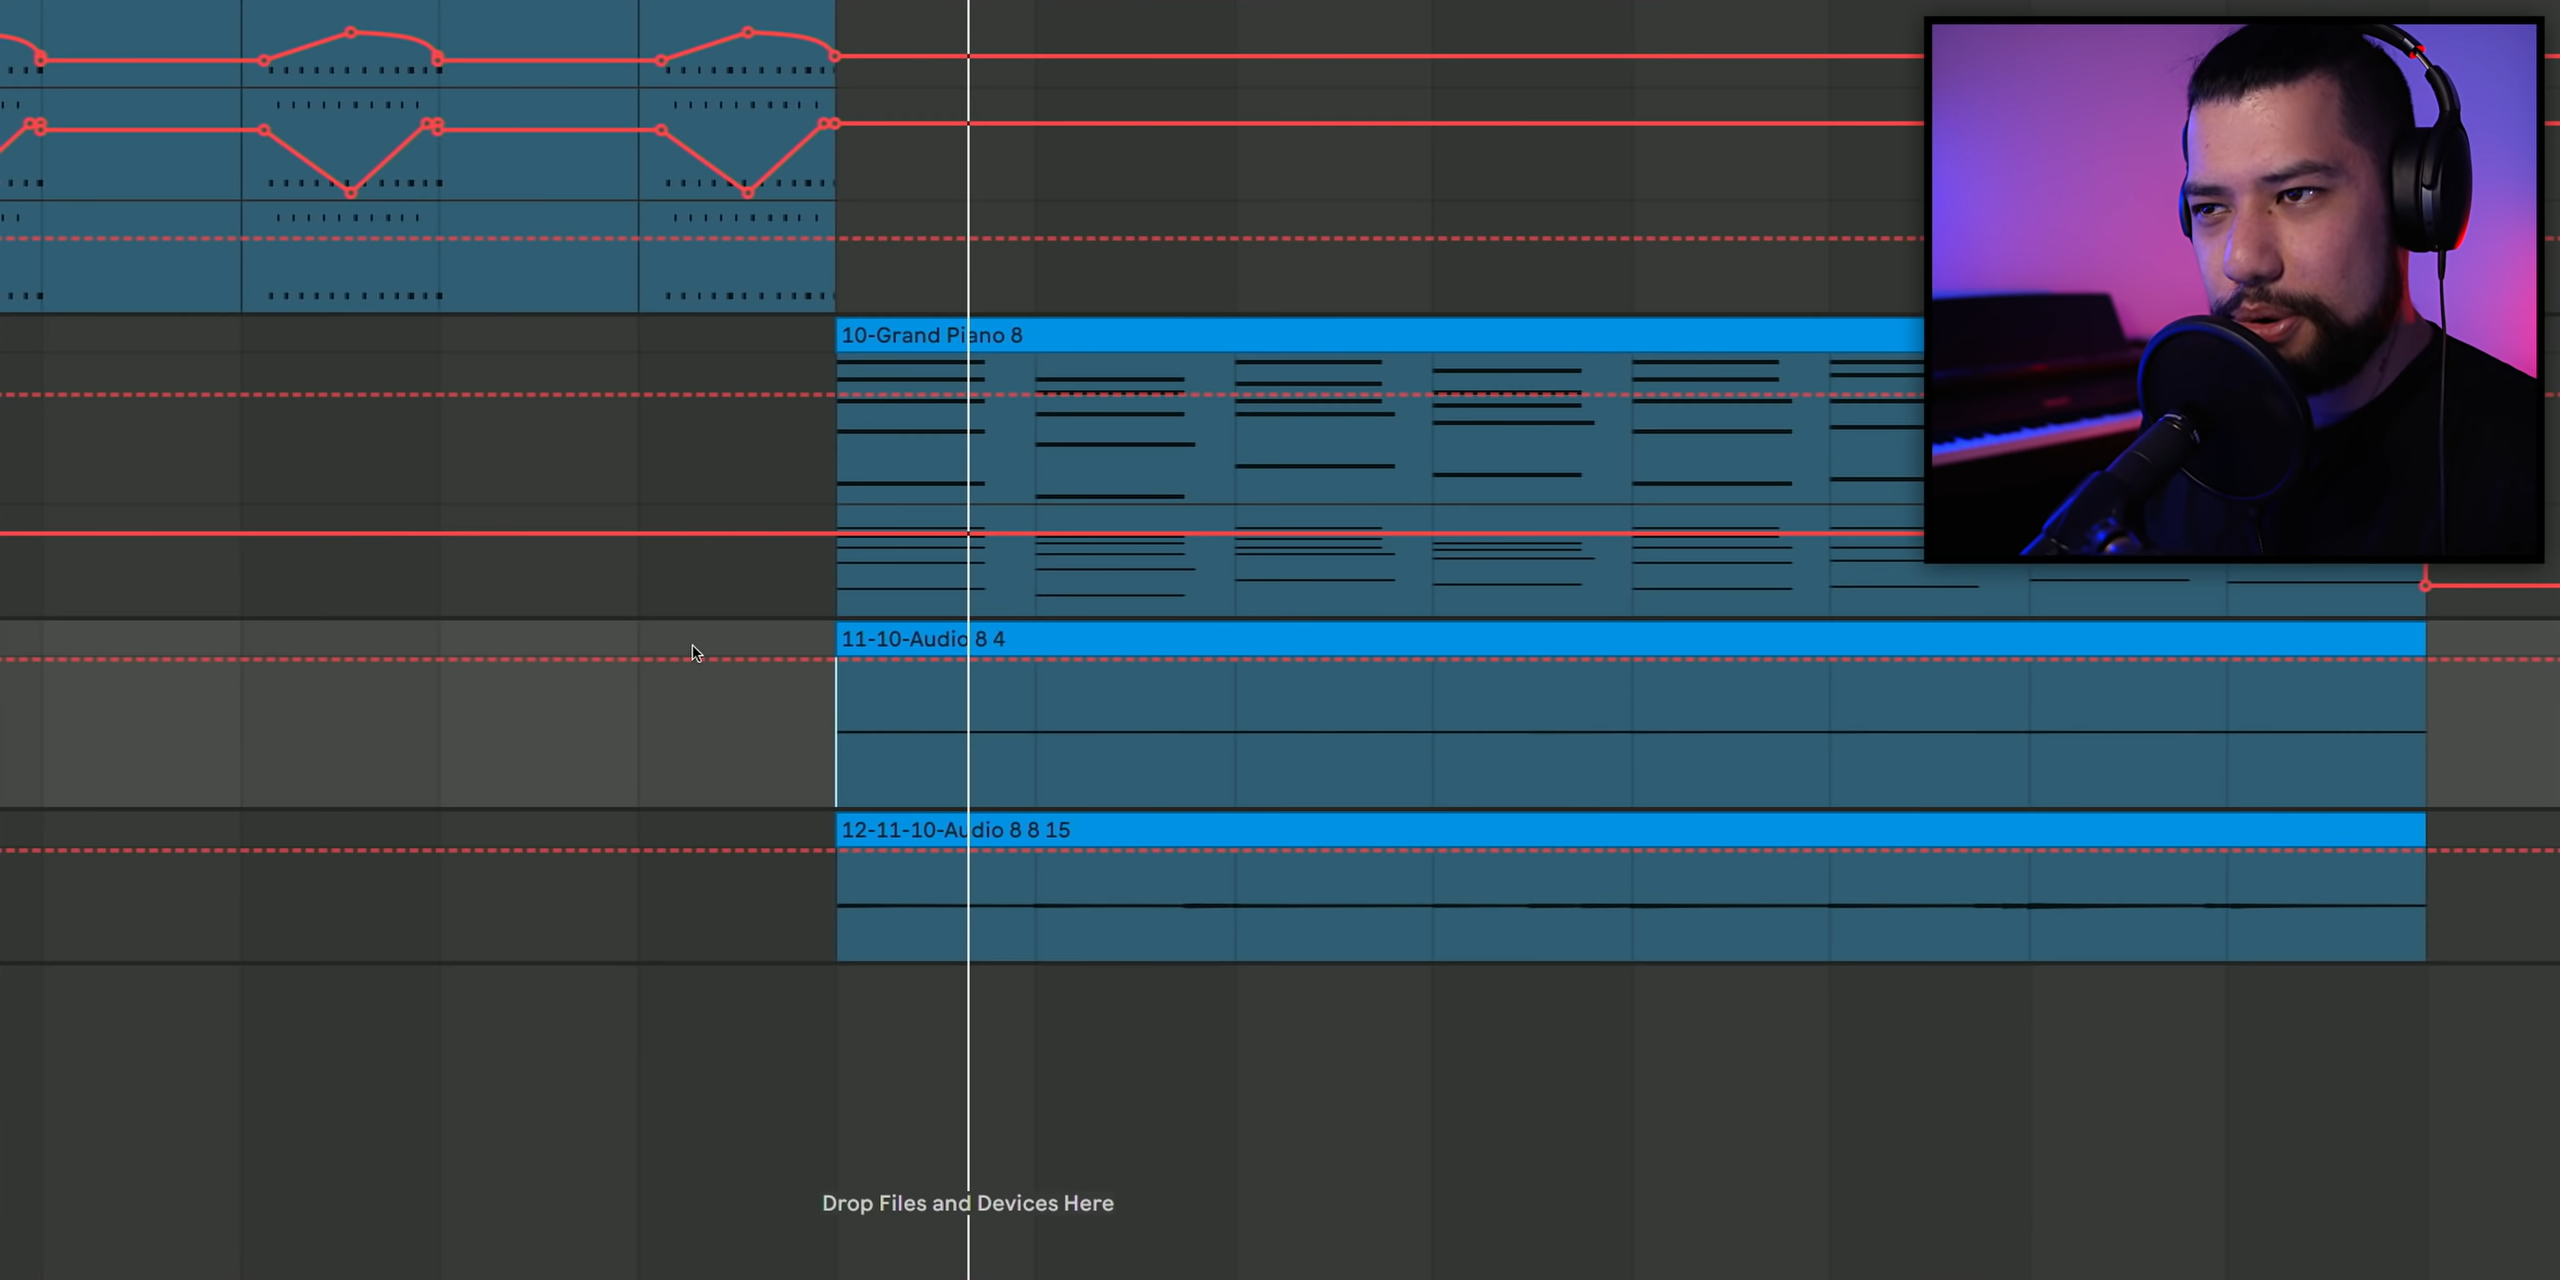 10-Grand Piano 8
11-10-Audio 8 4
12-11-10-Audio 8 8 15
Drop Files and Devices Here